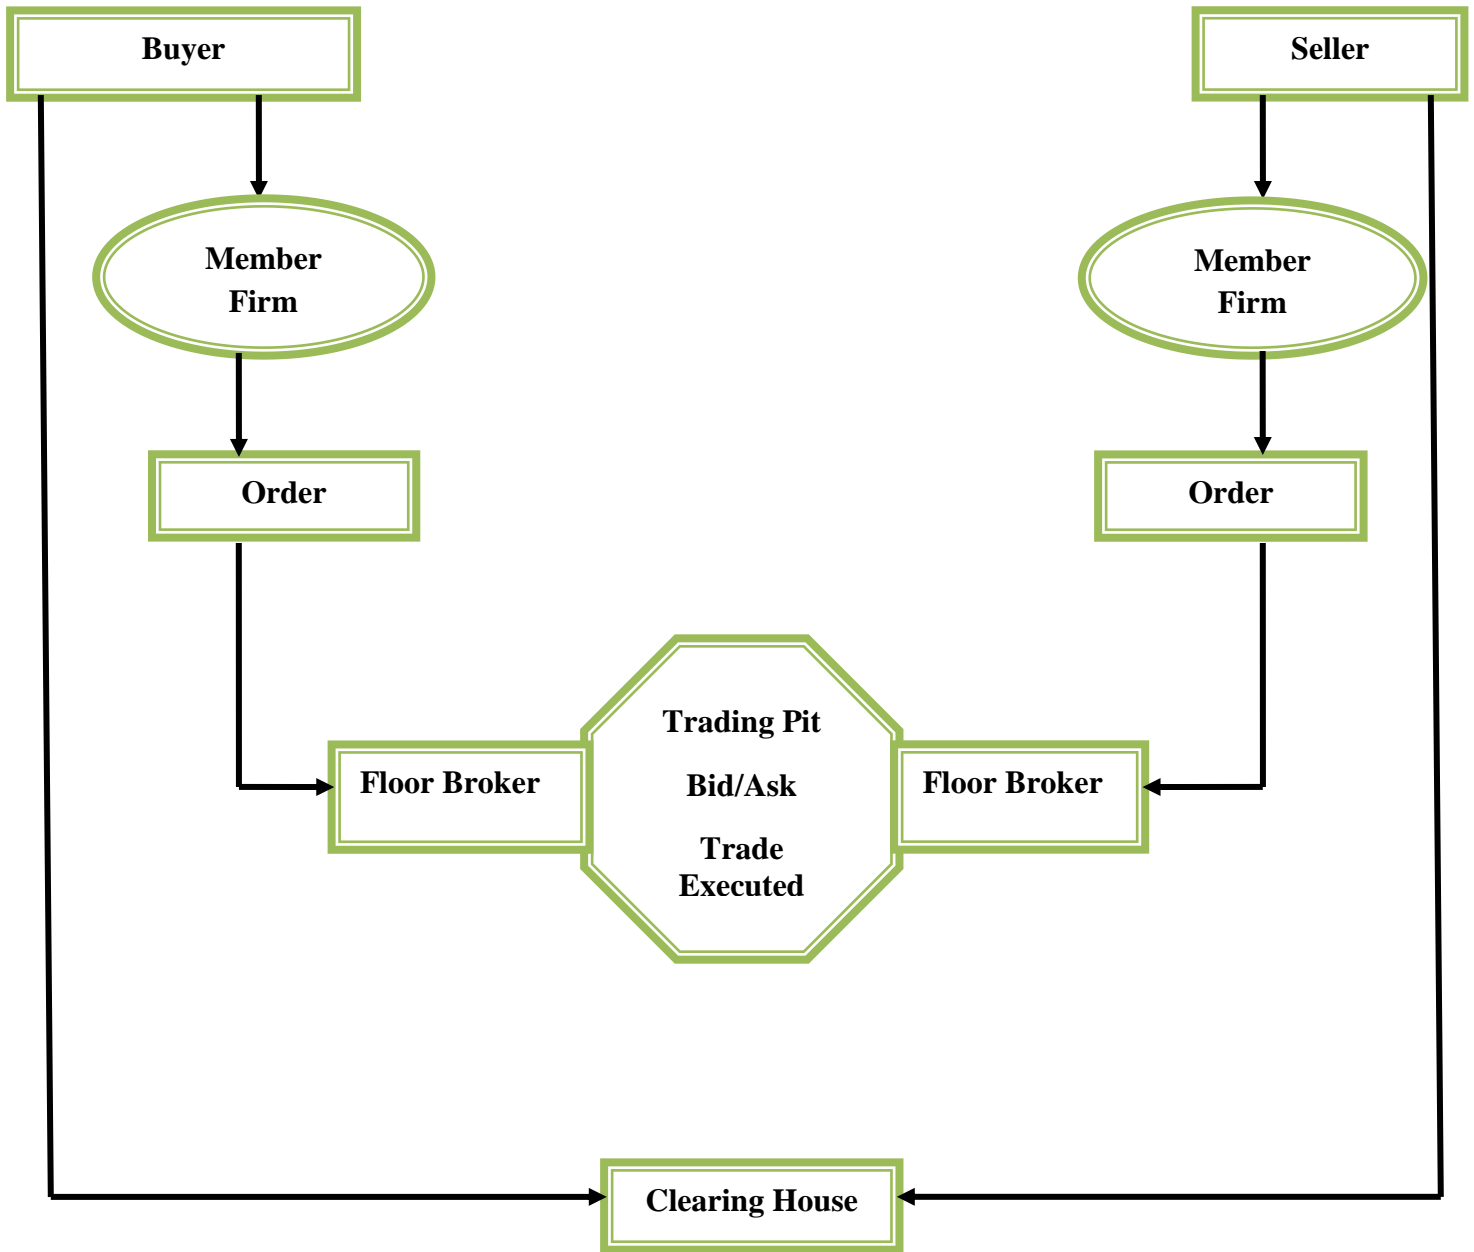 Buyer
Seller
Member
Firm
Member
Firm
Order
Order
Floor Broker
Trading Pit
Bid/Ask
Trade
Executed
Floor Broker
Clearing House